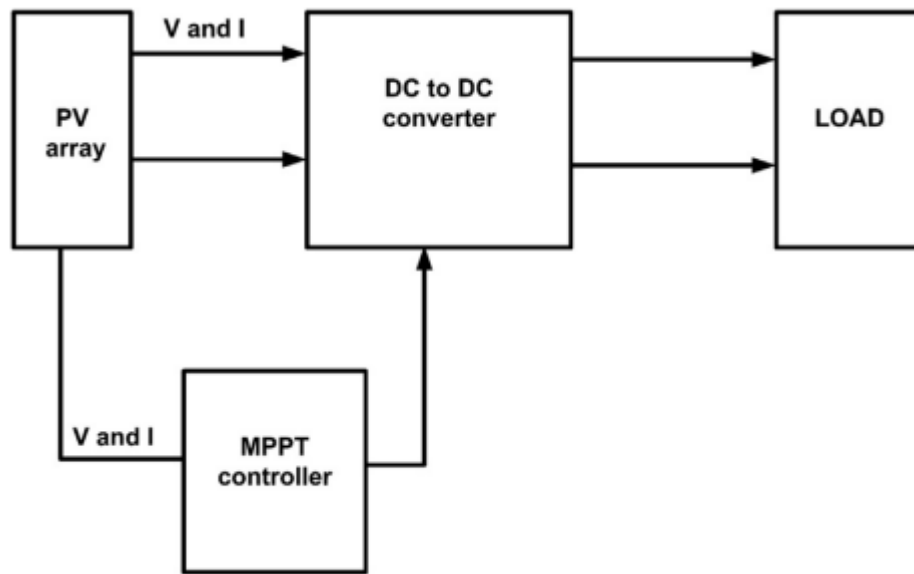 V and I
PV
array
DC to DC
converter
LOAD
V and I
MPPT
controller